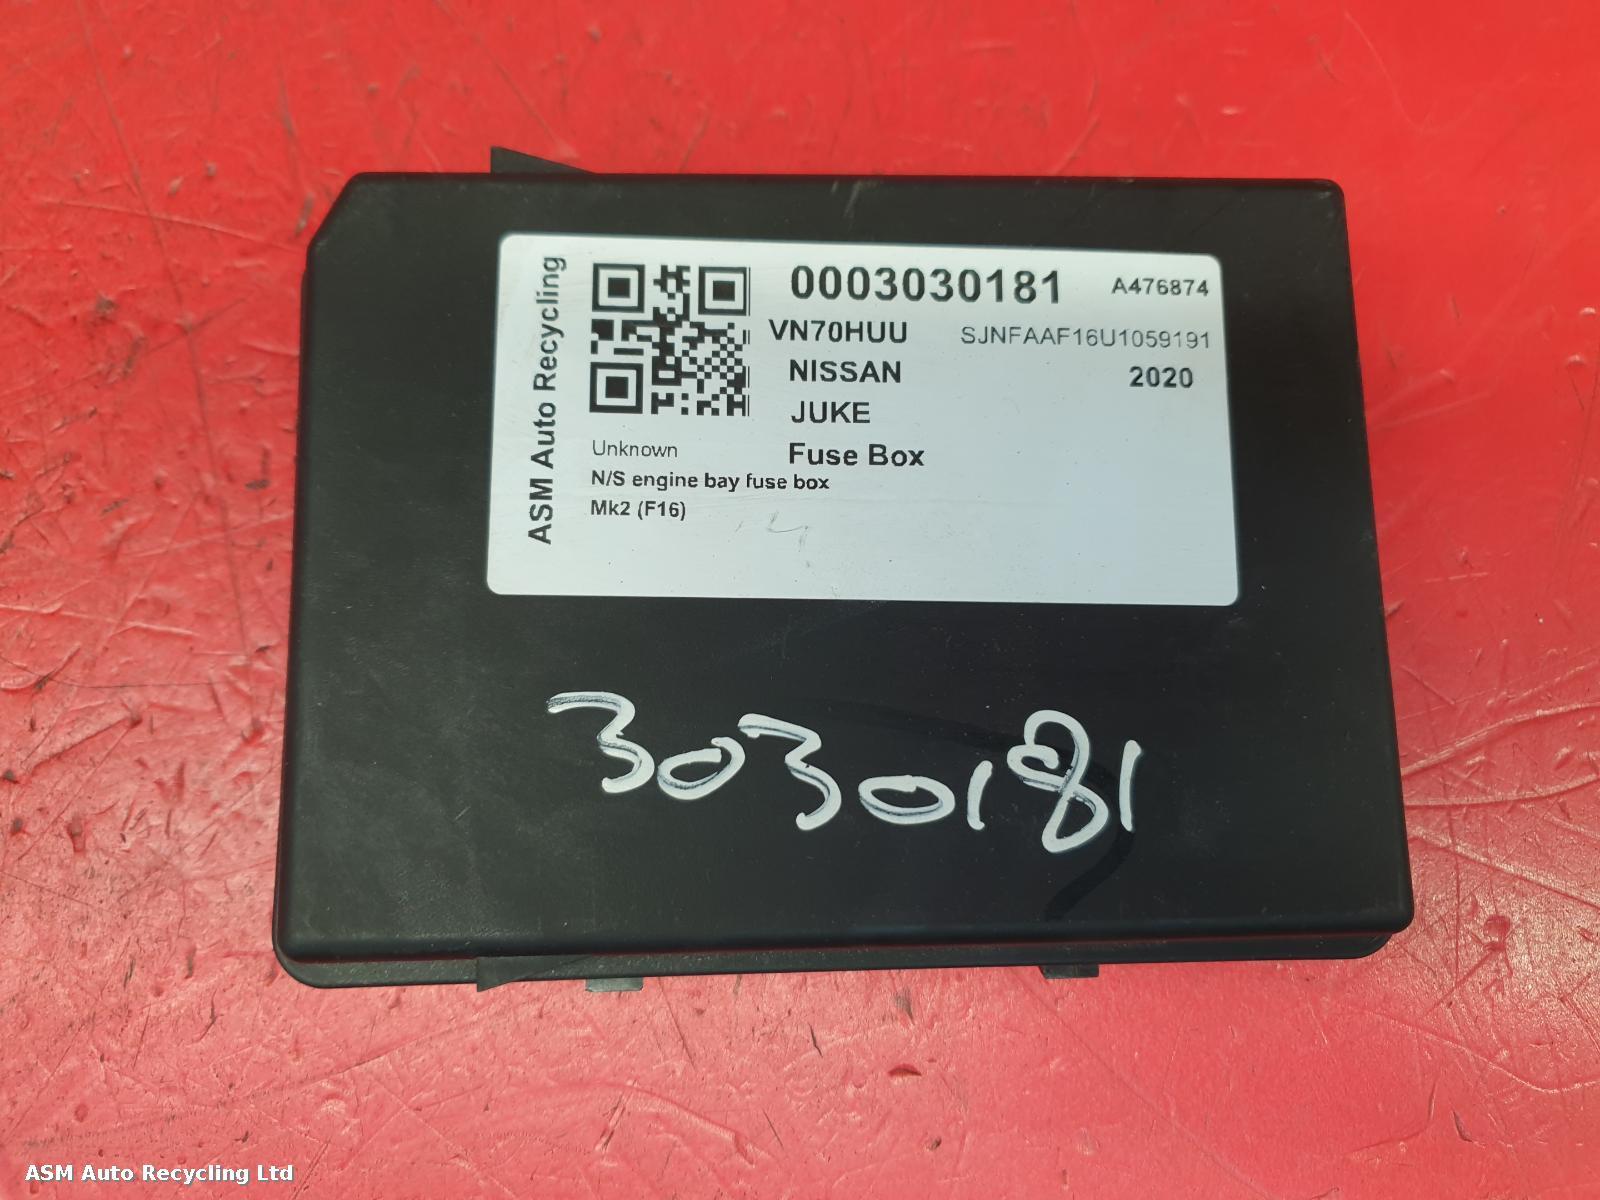 ASM Auto Recycling
0003030181 A476874
VN70HUU SJNFAAF16U1059191
NISSAN 2020
JUKE
Unknown Fuse Box
N/S engine bay fuse box
Mk2 (F16)
3030181
ASM Auto Recycling Ltd